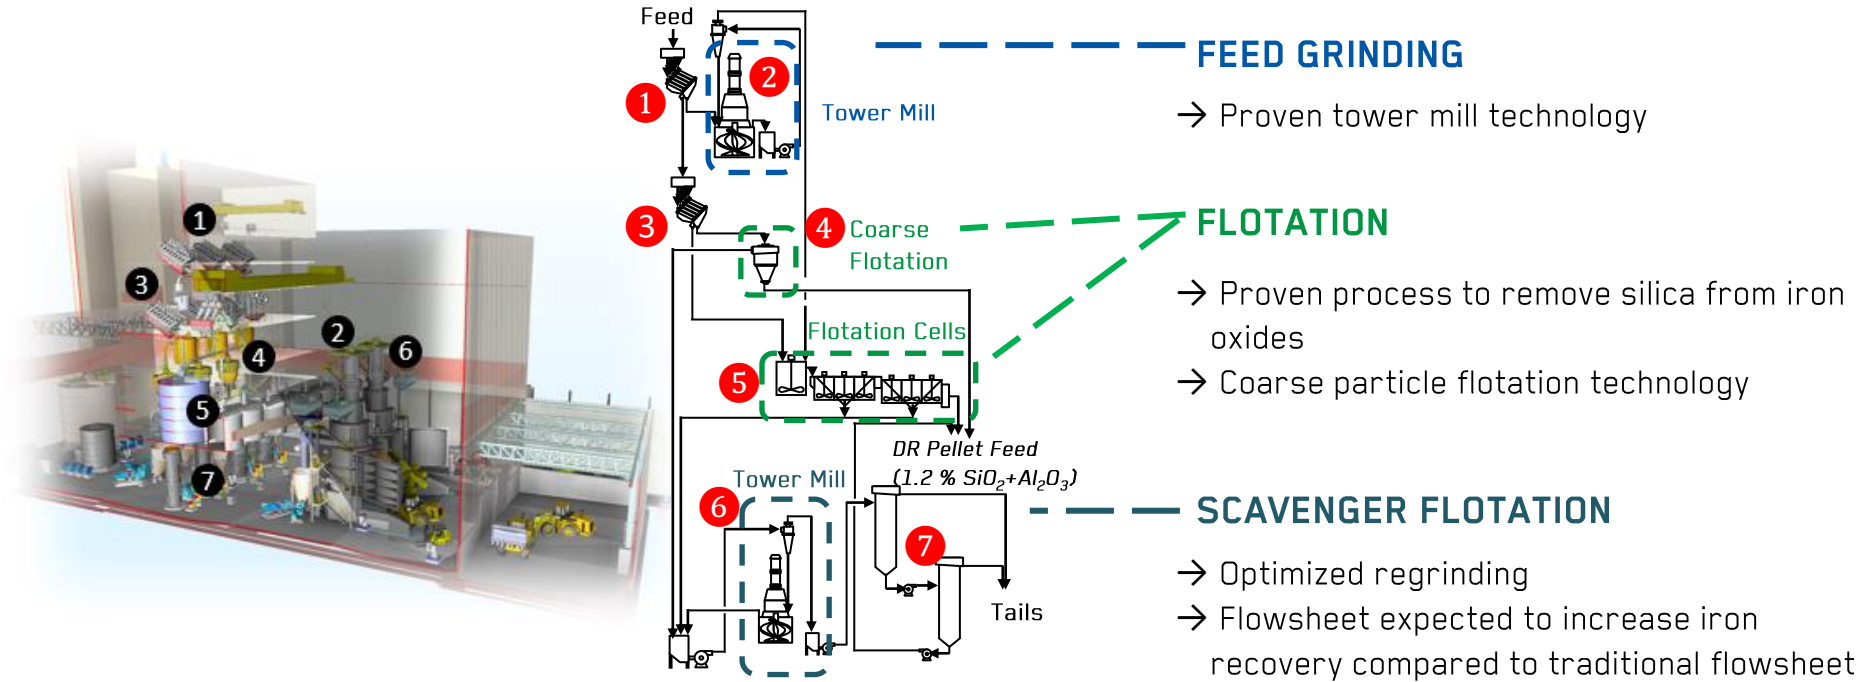 Feed
1
2
Tower Mill
3
4
Coarse
Flotation
Flotation Cells
5
DR Pellet Feed
(1.2 % SiO₂+Al₂O₃)
Tower Mill
6
7
Tails
1
3
2
6
4
5
7
FEED GRINDING
→ Proven tower mill technology
FLOTATION
→ Proven process to remove silica from iron
oxides
→ Coarse particle flotation technology
SCAVENGER FLOTATION
→ Optimized regrinding
→ Flowsheet expected to increase iron
recovery compared to traditional flowsheet